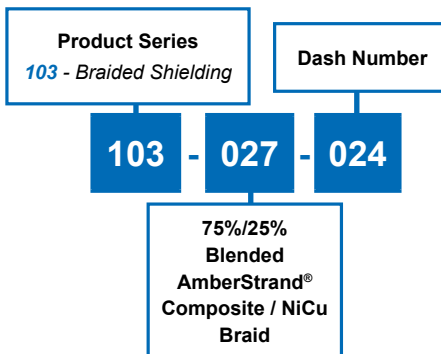 Product Series
103 - Braided Shielding
Dash Number
103 - 027 - 024
75%/25%
Blended
AmberStrand®
Composite / NiCu
Braid